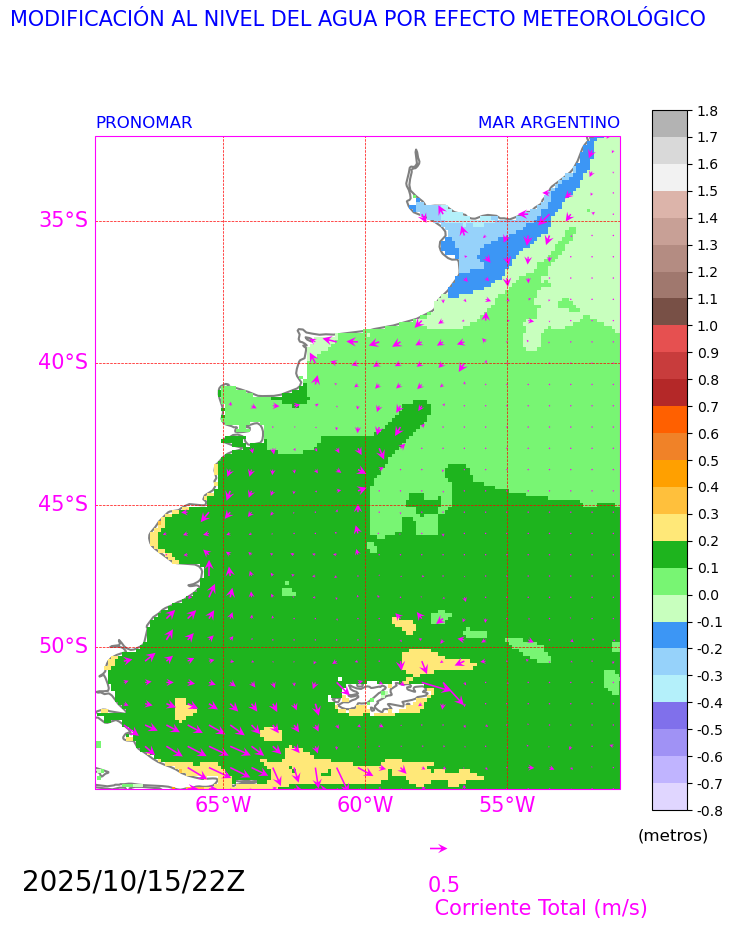 MODIFICACIÓN AL NIVEL DEL AGUA POR EFECTO METEOROLÓGICO
PRONOMAR
MAR ARGENTINO
1.8
1.7
1.6
1.5
1.4
1.3
1.2
1.1
1.0
0.9
0.8
0.7
0.6
0.5
0.4
0.3
0.2
0.1
0.0
-0.1
-0.2
-0.3
-0.4
-0.5
-0.6
-0.7
-0.8
(metros)
35°S
40°S
45°S
50°S
65°W
60°W
55°W
2025/10/15/22Z
0.5
Corriente Total (m/s)